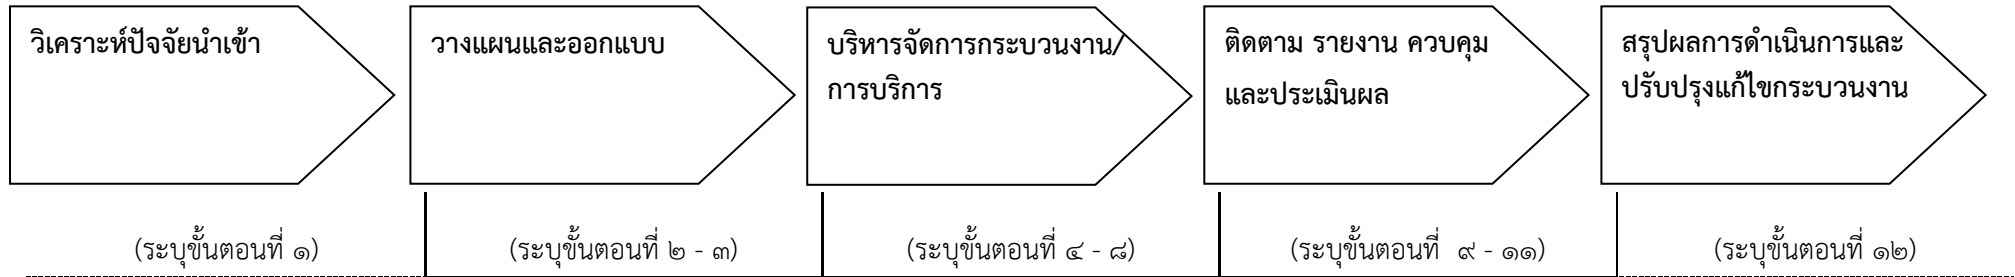 วิเคราะห์ปัจจัยนำเข้า
วางแผนและออกแบบ
บริหารจัดการกระบวนงาน/
การบริการ
ติดตาม รายงาน ควบคุม
และประเมินผล
สรุปผลการดำเนินการและ
ปรับปรุงแก้ไขกระบวนงาน
(ระบุขั้นตอนที่ ๑)
(ระบุขั้นตอนที่ ๒ - ๓)
(ระบุขั้นตอนที่ ๔ - ๘)
(ระบุขั้นตอนที่ ๙ - ๑๑)
(ระบุขั้นตอนที่ ๑๒)